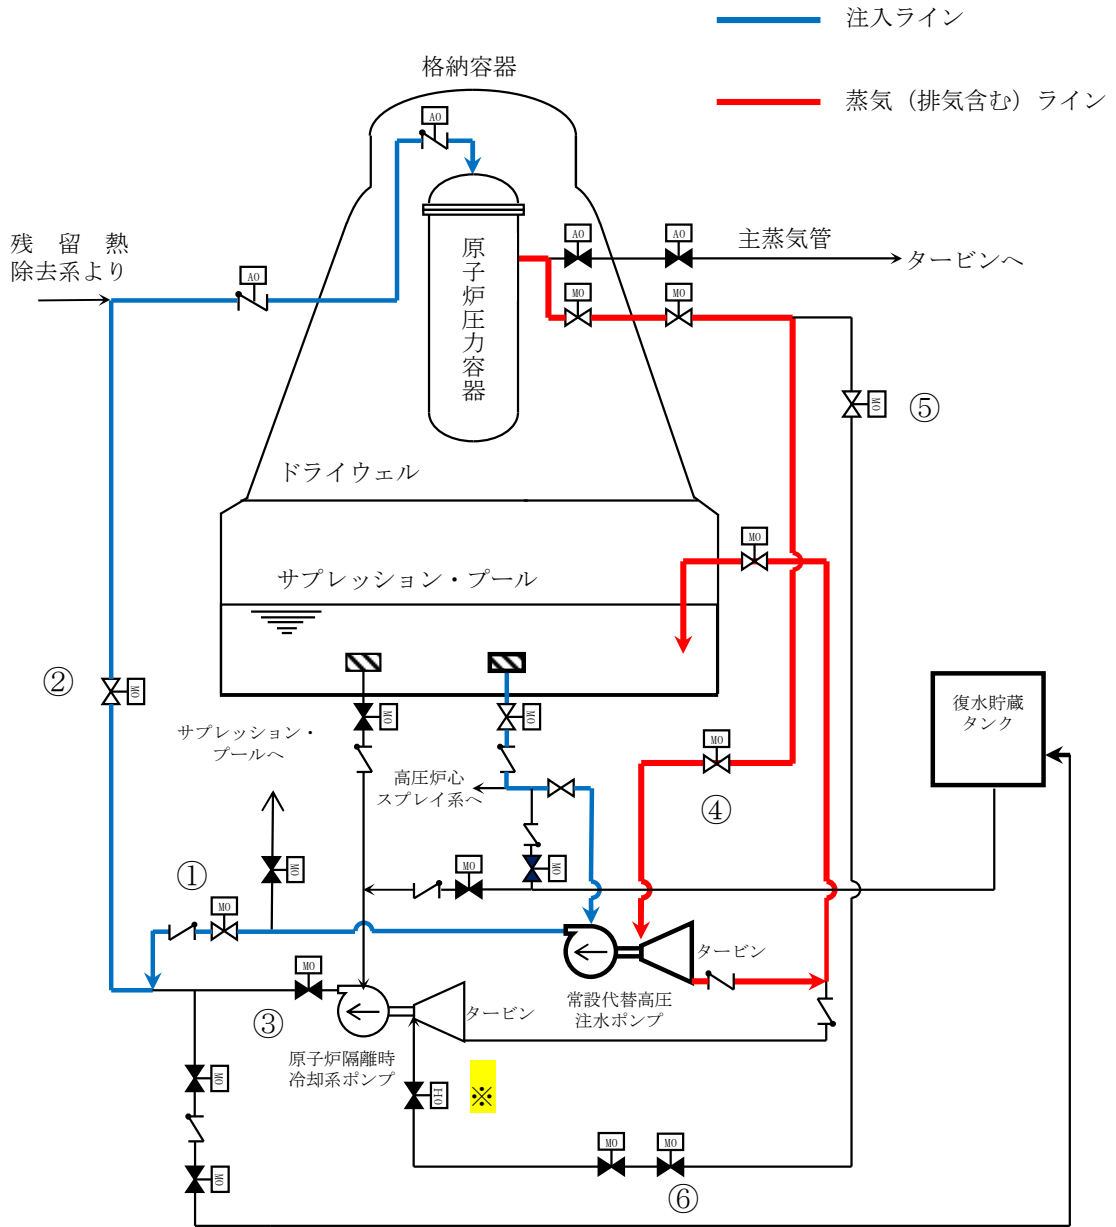 注入ライン
格納容器
蒸気（排気含む）ライン
AO
残 留 熱
除去系より
AO
原子炉圧力容器
AO
AO
主蒸気管
タービンへ
MO
MO
MO
⑤
ドライウェル
MO
サプレッション・プール
②
MO
MO
MO
サプレッション・
プールへ
高圧炉心
スプレイ系へ
MO
④
復水貯蔵
タンク
①
MO
MO
MO
MO
MO
タービン
常設代替高圧
注水ポンプ
③
タービン
原子炉隔離時
冷却系ポンプ
MO
HO
※
MO
MO
MO
⑥